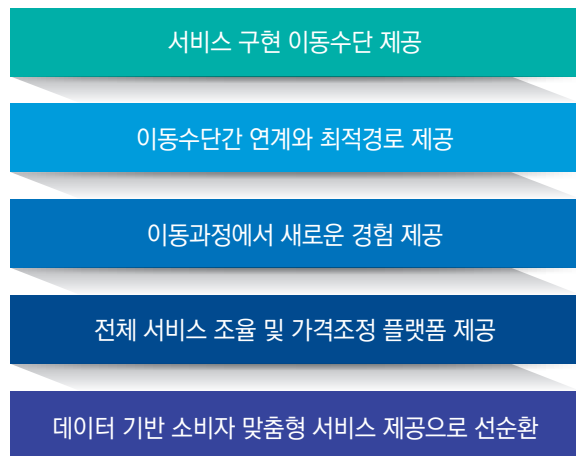 서비스 구현 이동수단 제공
이동수단간 연계와 최적경로 제공
이동과정에서 새로운 경험 제공
전체 서비스 조율 및 가격조정 플랫폼 제공
데이터 기반 소비자 맞춤형 서비스 제공으로 선순환